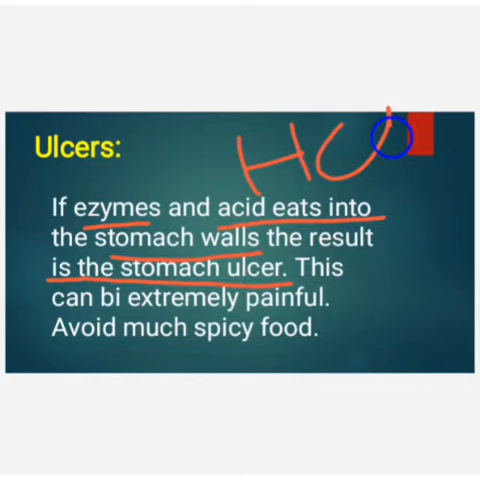 Ulcers:
HCl
If ezymes and acid eats into
the stomach walls the result
is the stomach ulcer. This
can bi extremely painful.
Avoid much spicy food.